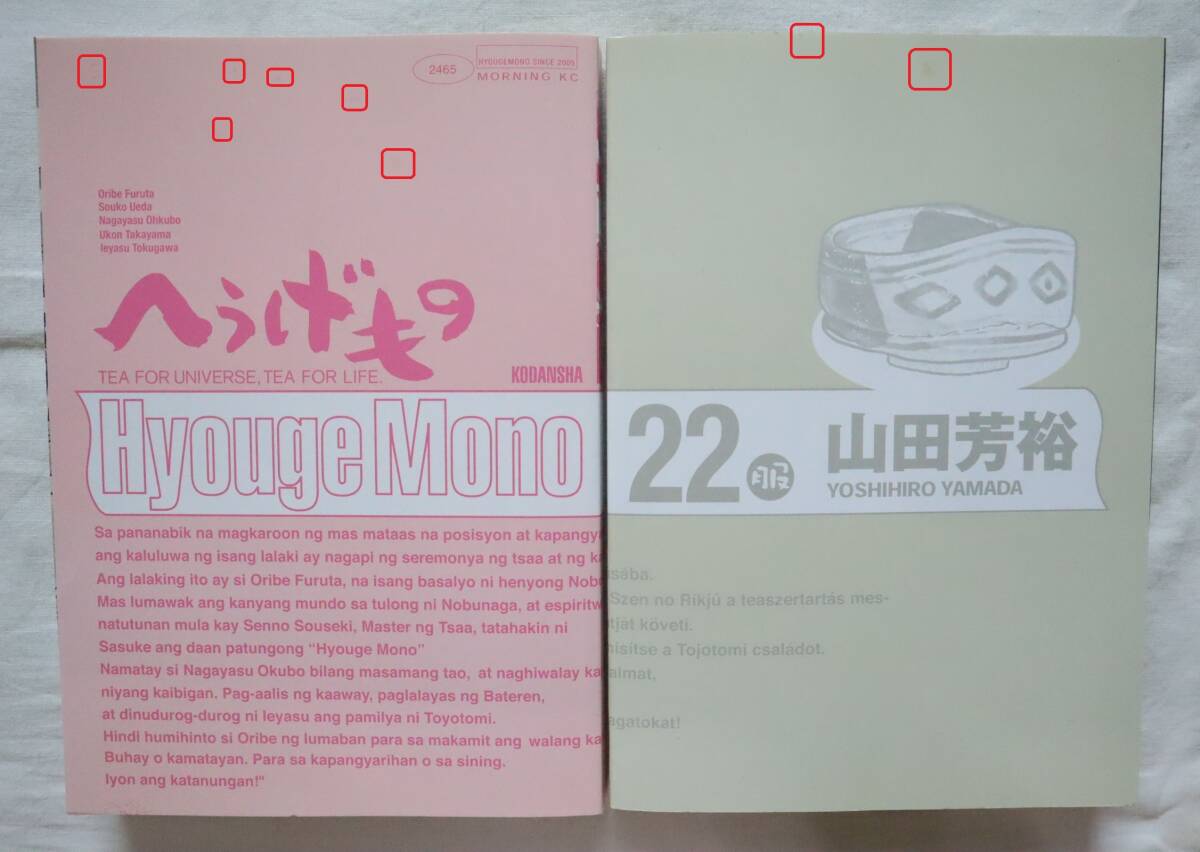 2465
HYOUGEMONO SINCE 2005
MORNING KC
Oribe Furuta
Souko Ueda
Nagayasu Ohkubo
Ukon Takayama
Ieyasu Tokugawa
へうげもの
TEA FOR UNIVERSE, TEA FOR LIFE.
KODANSHA
Hyouge Mono
Sa pananabik na magkaroon ng mas mataas na posisyon at kapangya
ang kaluluwa ng isang lalaki ay nagapi ng seremonya ng tsaa at ng ka
Ang lalaking ito ay si Oribe Furuta, na isang basalyo ni henyong Nobu
Mas lumawak ang kanyang mundo sa tulong ni Nobunaga, at espiritw
natutunan mula kay Senno Souseki, Master ng Tsaa, tatahakin ni
Sasuke ang daan patungong "Hyouge Mono"
Namatay si Nagayasu Okubo bilang masamang tao, at naghiwalay ka
niyang kaibigan. Pag-aalis ng kaaway, paglalayas ng Bateren,
at dinudurog-durog ni Ieyasu ang pamilya ni Toyotomi.
Hindi humihinto si Oribe ng lumaban para sa makamit ang walang ka
Buhay o kamatayan. Para sa kapangyarihan o sa sining.
Iyon ang katanungan!"
22服
山田芳裕
YOSHIHIRO YAMADA
sába.
Szen no Rikjú a teaszertartás mes-
tját követi.
nisítse a Tojotomi családot.
almat,
agatokat!